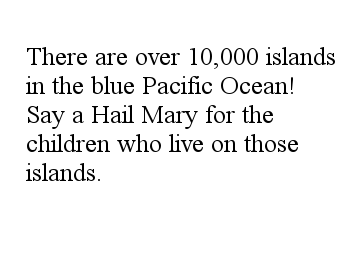 There are over 10,000 islands
in the blue Pacific Ocean!
Say a Hail Mary for the
children who live on those
islands.